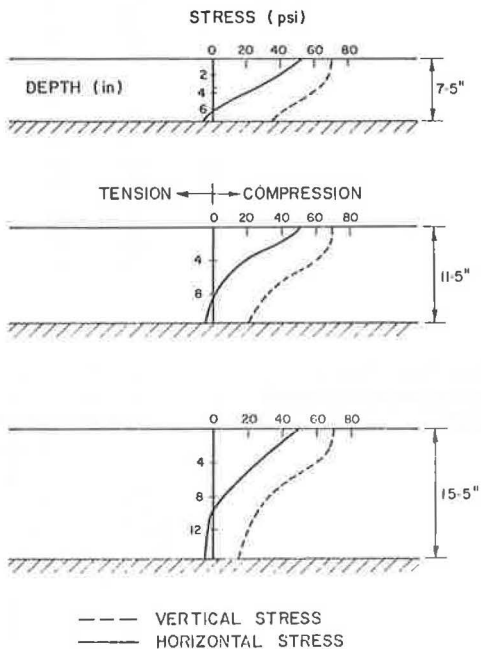 STRESS (psi)
0 20 40 60 80
2
DEPTH (in)
4
6
7·5"
TENSION COMPRESSION
0 20 40 60 80
4
8
11·5"
0 20 40 60 80
4
8
12
15·5"
VERTICAL STRESS
HORIZONTAL STRESS